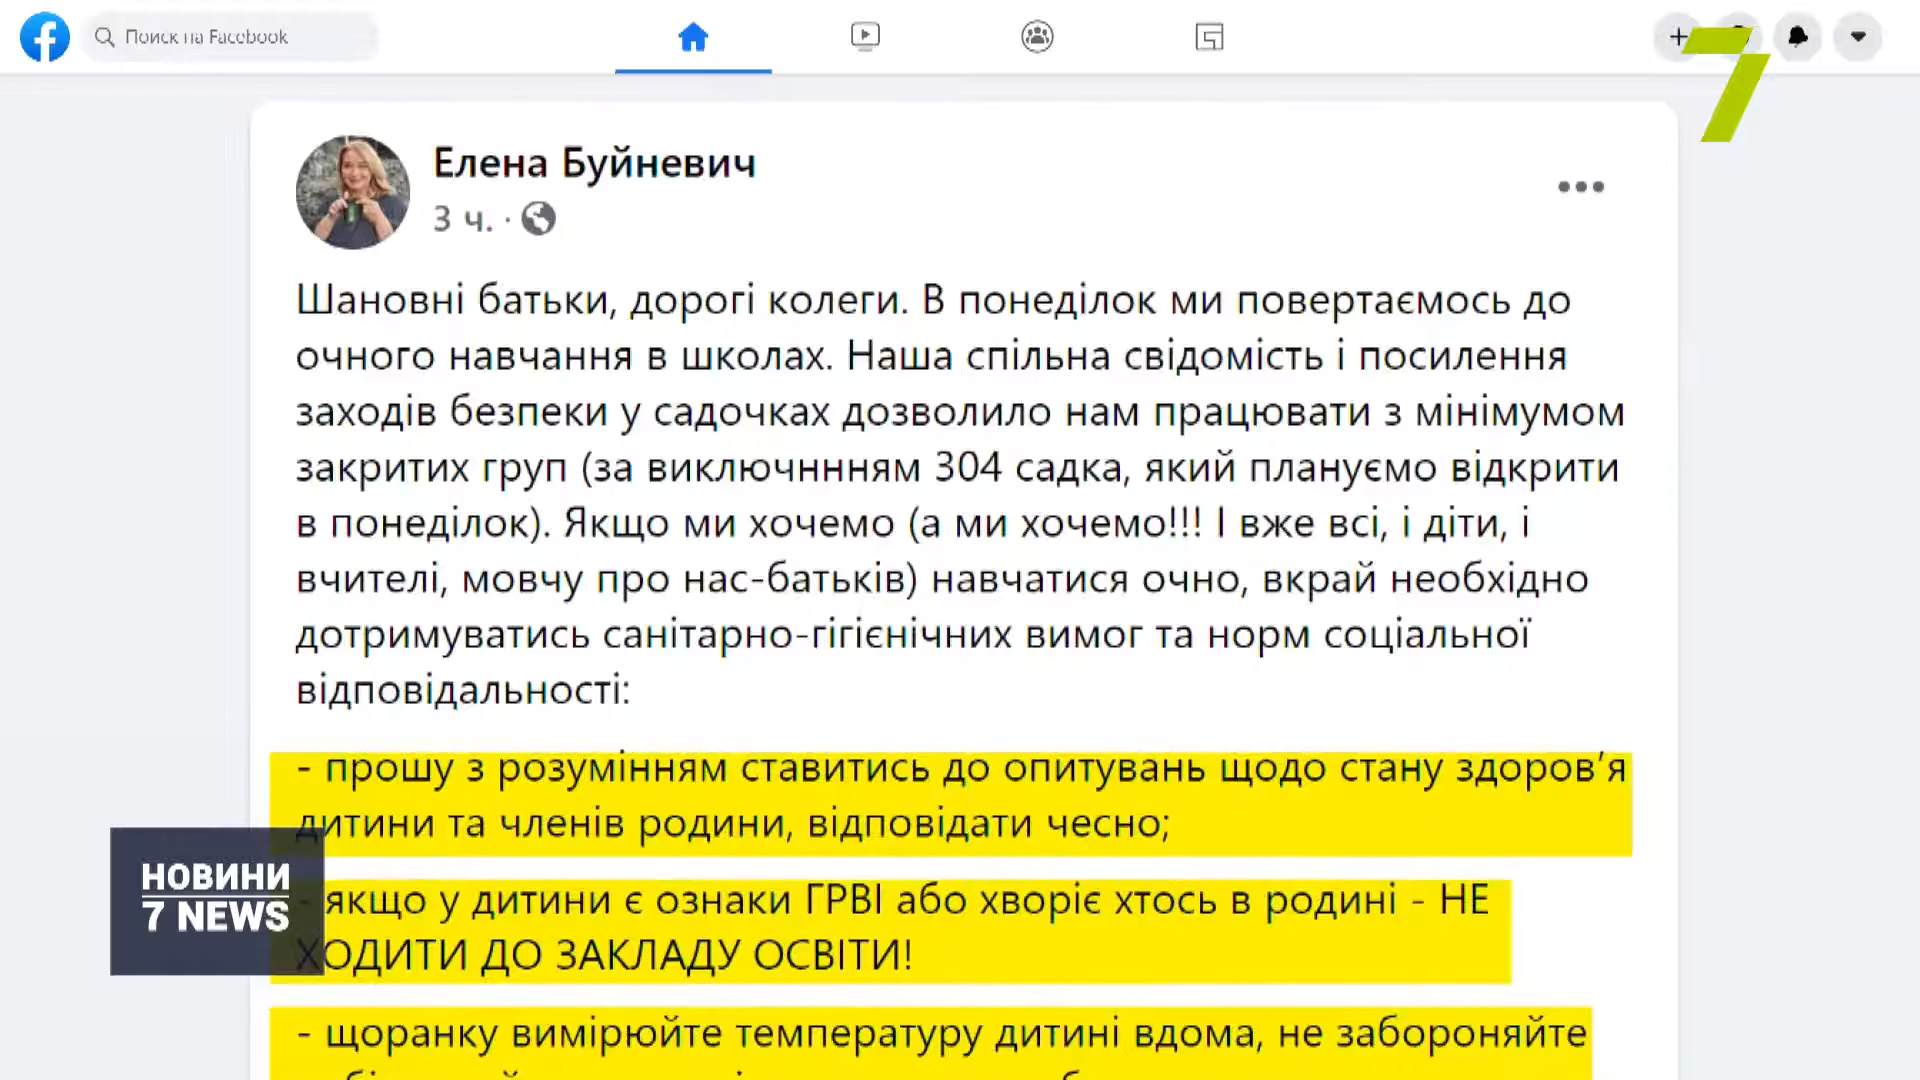 Поиск на Facebook
7
Елена Буйневич
3 ч. ·
Шановні батьки, дорогі колеги. В понеділок ми повертаємось до
очного навчання в школах. Наша спільна свідомість і посилення
заходів безпеки у садочках дозволило нам працювати з мінімумом
закритих груп (за виключннням 304 садка, який плануємо відкрити
в понеділок). Якщо ми хочемо (а ми хочемо!!! І вже всі, і діти, і
вчителі, мовчу про нас-батьків) навчатися очно, вкрай необхідно
дотримуватись санітарно-гігієнічних вимог та норм соціальної
відповідальності:
- прошу з розумінням ставитись до опитувань щодо стану здоров’я
дитини та членів родини, відповідати чесно;
- якщо у дитини є ознаки ГРВІ або хворіє хтось в родині - НЕ
ХОДИТИ ДО ЗАКЛАДУ ОСВІТИ!
- щоранку вимірюйте температуру дитині вдома, не забороняйте
НОВИНИ
7 NEWS